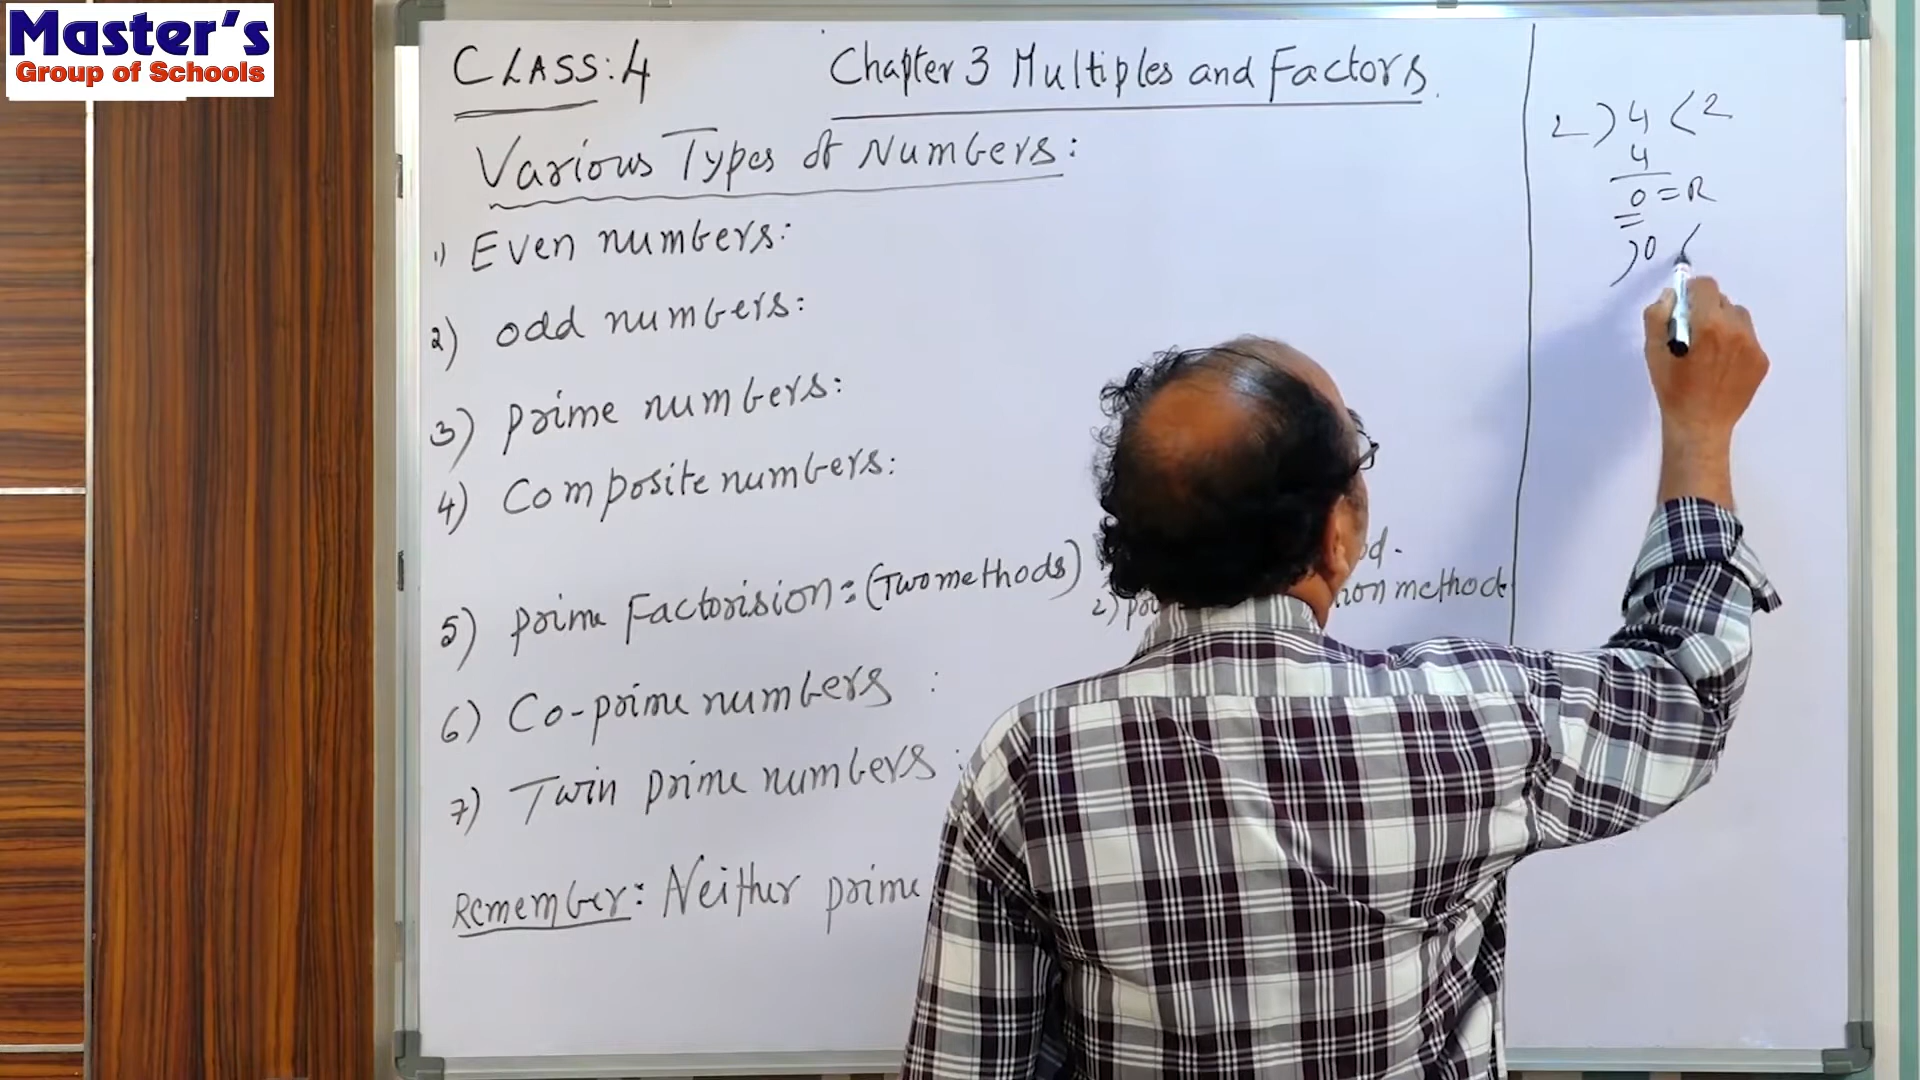 Master's
Group of Schools
CLASS: 4
Chapter 3 Multiples and Factors.
Various Types of Numbers:
1) Even numbers:
2) odd numbers:
3) prime numbers:
4) Composite numbers:
5) prime Factorision: (Two methods)
2)
method
6) Co-prime numbers :
7) Twin prime numbers :
Remember: Neither prime
2 ) 4 ( 2
4
0 = R
) 0 (